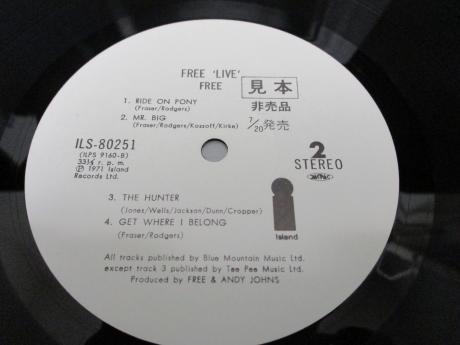 FREE 'LIVE'
FREE
見本
非売品
7/20発売
1. RIDE ON PONY
(Fraser/Rodgers)
2. MR. BIG
(Fraser/Rodgers/Kossoff/Kirke)
ILS-80251
(ILPS 9160-B)
33⅓ r. p. m.
Ⓟ 1971 Island
Records Ltd.
2
STEREO
3. THE HUNTER
(Jones/Wells/Jackson/Dunn/Cropper)
4. GET WHERE I BELONG
(Fraser/Rodgers)
i
Island
All tracks published by Blue Mountain Music Ltd.
except track 3 published by Tee Pee Music Ltd.
Produced by FREE & ANDY JOHNS